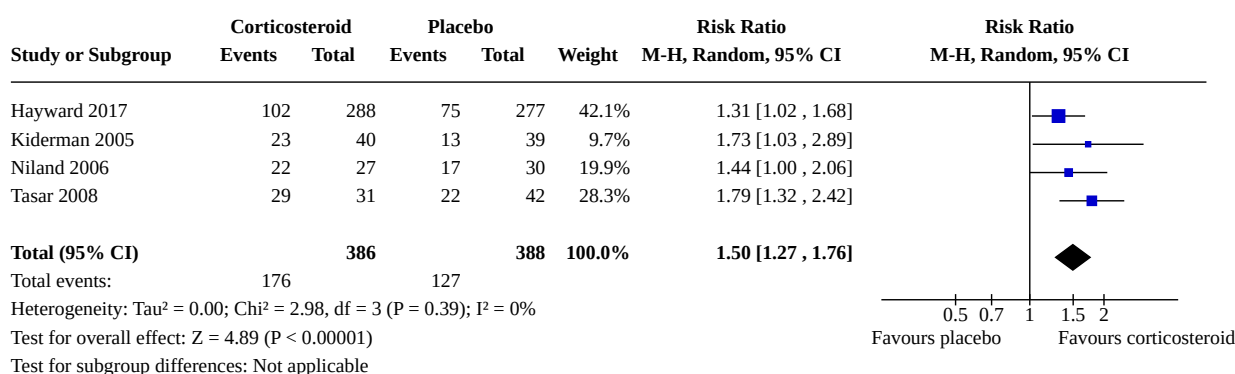 Corticosteroid Placebo Risk Ratio Risk Ratio
Study or Subgroup Events Total Events Total Weight M-H, Random, 95% CI M-H, Random, 95% CI
Hayward 2017 102 288 75 277 42.1% 1.31 [1.02 , 1.68]
Kiderman 2005 23 40 13 39 9.7% 1.73 [1.03 , 2.89]
Niland 2006 22 27 17 30 19.9% 1.44 [1.00 , 2.06]
Tasar 2008 29 31 22 42 28.3% 1.79 [1.32 , 2.42]
Total (95% CI) 386 388 100.0% 1.50 [1.27 , 1.76]
Total events: 176 127
Heterogeneity: Tau² = 0.00; Chi² = 2.98, df = 3 (P = 0.39); I² = 0%
0.5 0.7 1 1.5 2
Test for overall effect: Z = 4.89 (P < 0.00001) Favours placebo Favours corticosteroid
Test for subgroup differences: Not applicable